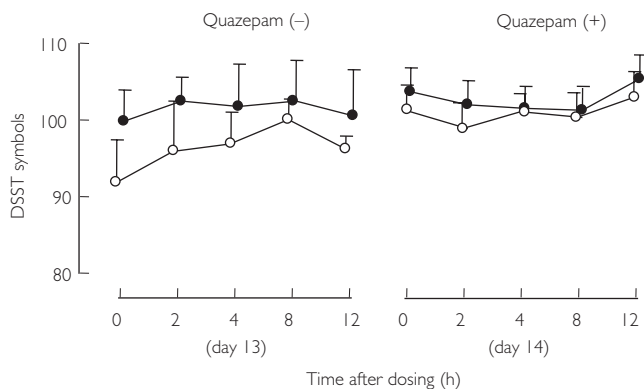 Quazepam (–)
Quazepam (+)
110
100
90
80
DSST symbols
0 2 4 8 12
0 2 4 8 12
(day 13)
(day 14)
Time after dosing (h)